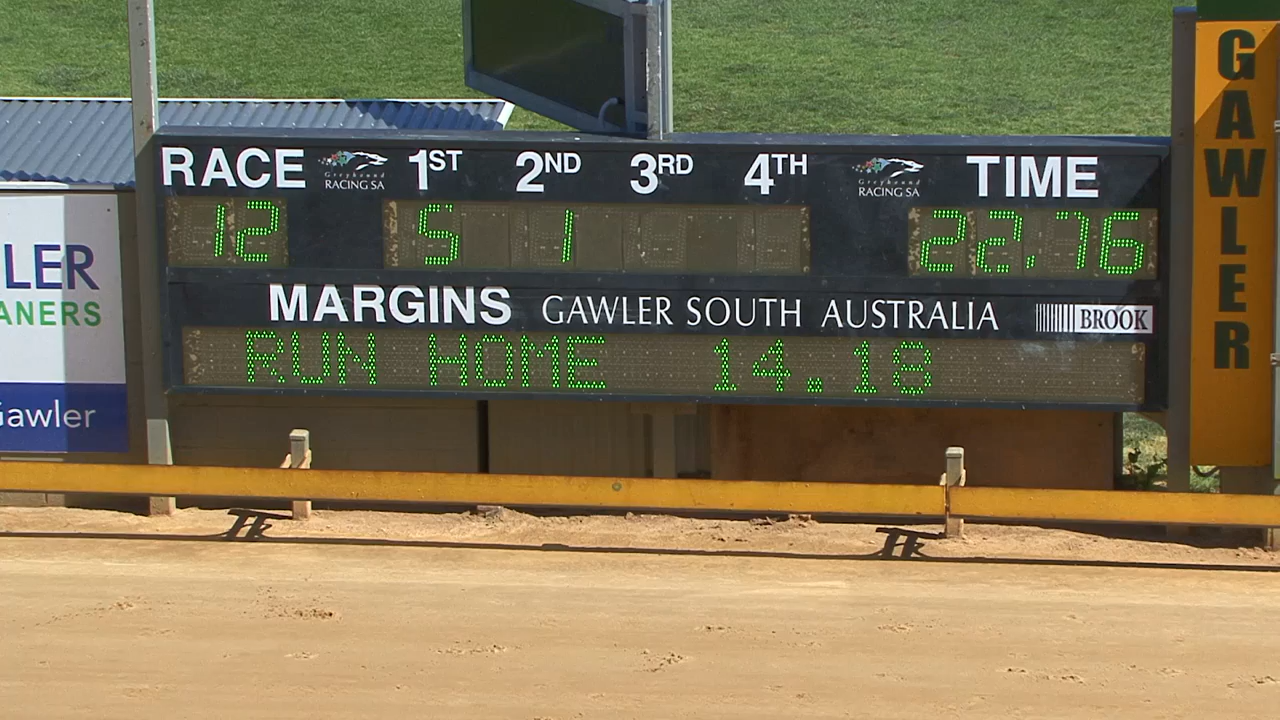 RACE Greyhound RACING SA 1ST 2ND 3RD 4TH Greyhound RACING SA TIME
12 5 1 22.76
MARGINS GAWLER SOUTH AUSTRALIA BROOK
RUN HOME 14.18
LER
ANERS
Gawler
GAWLER